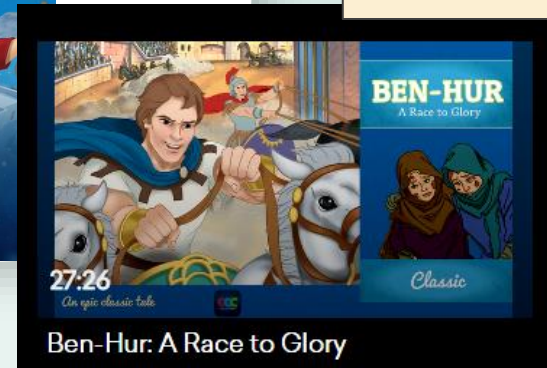 BEN-HUR
A Race to Glory
27:26
An epic classic tale
Classic
Ben-Hur: A Race to Glory